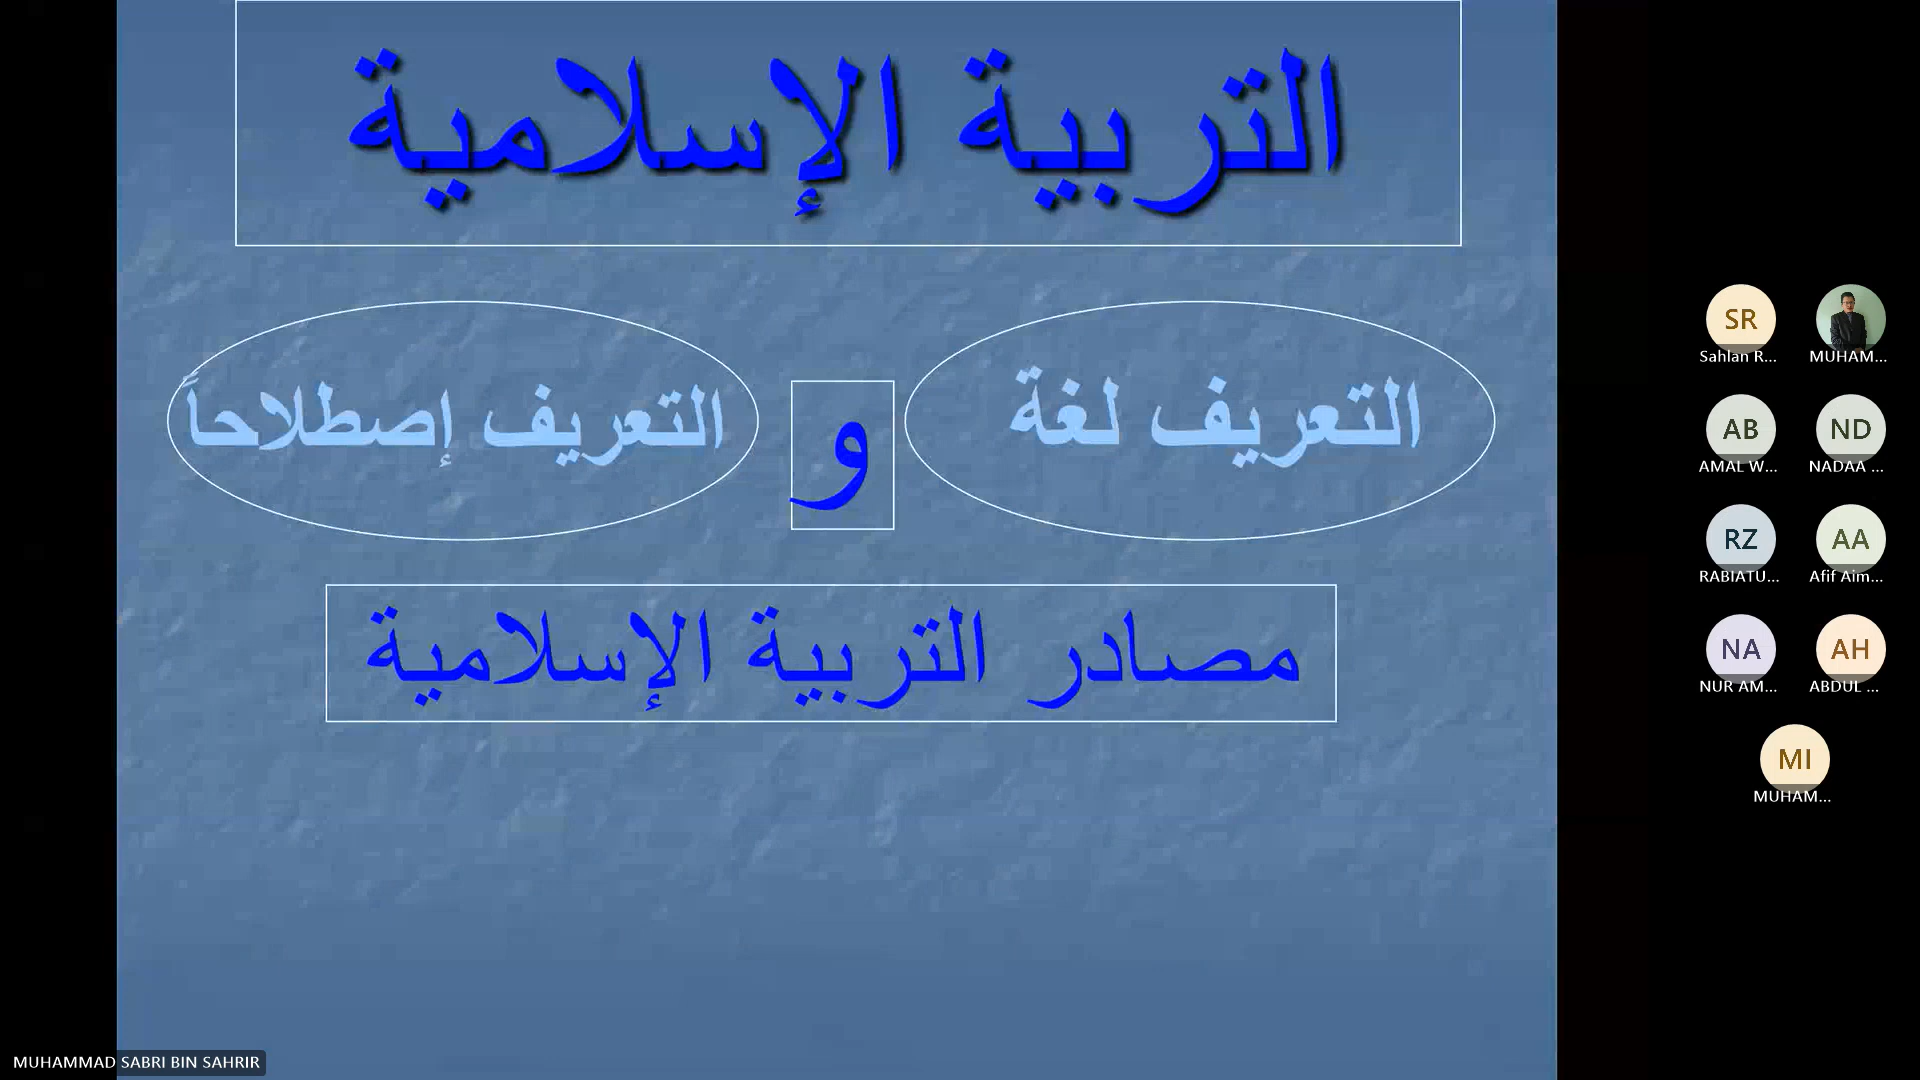 التربية الإسلامية
التعريف لغة
و
التعريف إصطلاحاً
مصادر التربية الإسلامية
SR
Sahlan R...
MUHAM...
AB
AMAL W...
ND
NADAA ...
RZ
RABIATU...
AA
Afif Aim...
NA
NUR AM...
AH
ABDUL ...
MI
MUHAM...
MUHAMMAD SABRI BIN SAHRIR